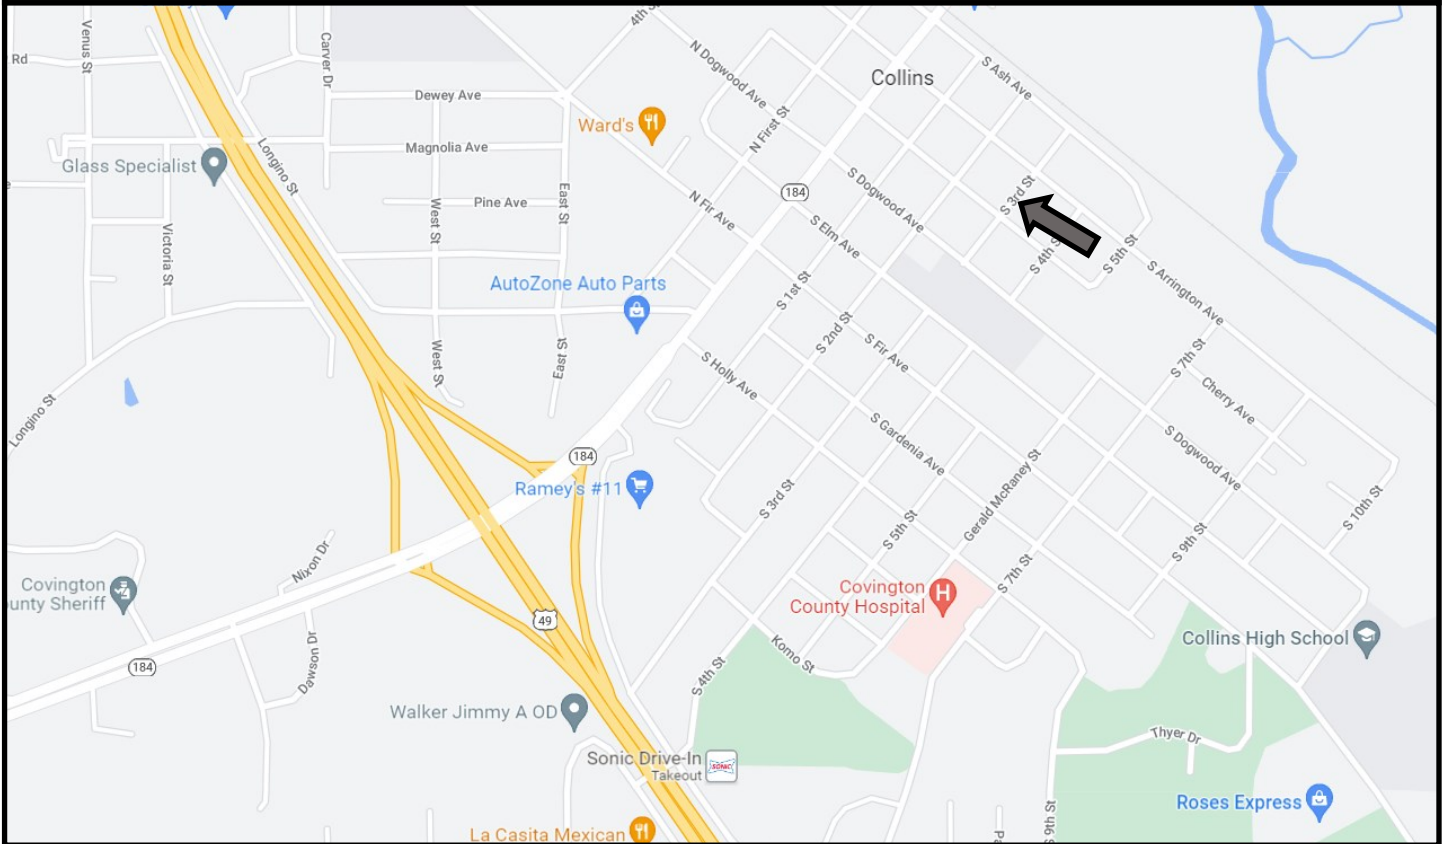 4th S
Venus St
Carver Dr
N Dogwood Ave
S Ash Ave
Collins
Rd
Dewey Ave
Ward's
N First St
Magnolia Ave
Longino St
Glass Specialist
184
S Dogwood Ave
S 3rd St
Pine Ave
East St
West St
N Fir Ave
S Elm Ave
Victoria St
S 4th St
S 5th St
S Arrington Ave
AutoZone Auto Parts
S 1st St
S 2nd St
S Fir Ave
West St
East St
S Holly Ave
S 7th St
Cherry Ave
Longino St
S Gardenia Ave
S Dogwood Ave
184
Ramey's #11
S 3rd St
Gerald McRaney St
S 10th St
S 5th St
S 9th St
Nixon Dr
Covington
unty Sheriff
Covington
County Hospital
S 7th St
49
184
Dawson Dr
Komo St
S 4th St
Collins High School
Walker Jimmy A OD
Thyer Dr
Sonic Drive-In
Takeout
SONIC
Roses Express
S 9th St
Pa
La Casita Mexican